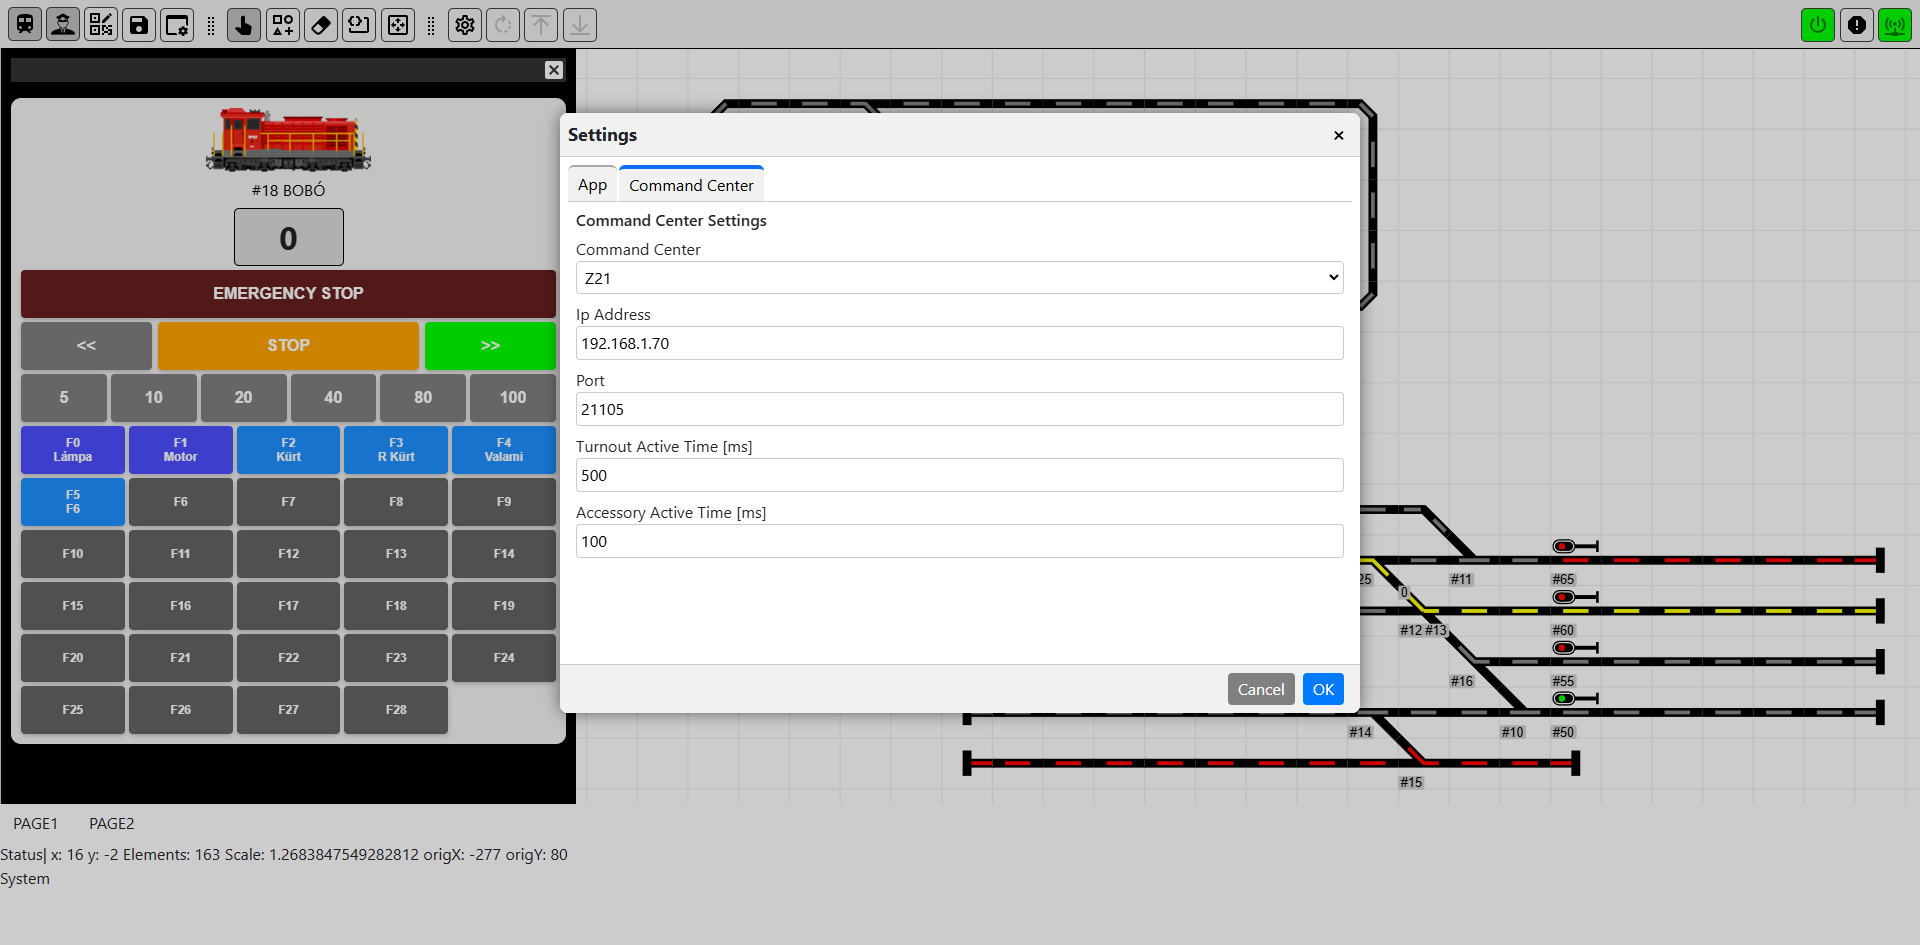 #18 BOBÓ
0
EMERGENCY STOP
<< STOP >>
5 10 20 40 80 100
F0 Lámpa F1 Motor F2 Kürt F3 R Kürt F4 Valami
F5 F6 F6 F7 F8 F9
F10 F11 F12 F13 F14
F15 F16 F17 F18 F19
F20 F21 F22 F23 F24
F25 F26 F27 F28
Settings
App Command Center
Command Center Settings
Command Center
Z21
Ip Address
192.168.1.70
Port
21105
Turnout Active Time [ms]
500
Accessory Active Time [ms]
100
Cancel OK
25 #11 #65
0
#12 #13 #60
#16 #55
#14 #10 #50
#15
PAGE1 PAGE2
Status| x: 16 y: -2 Elements: 163 Scale: 1.2683847549282812 origX: -277 origY: 80
System